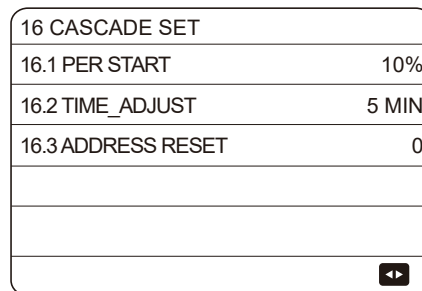 16 CASCADE SET
16.1 PER START 10%
16.2 TIME_ADJUST 5 MIN
16.3 ADDRESS RESET 0